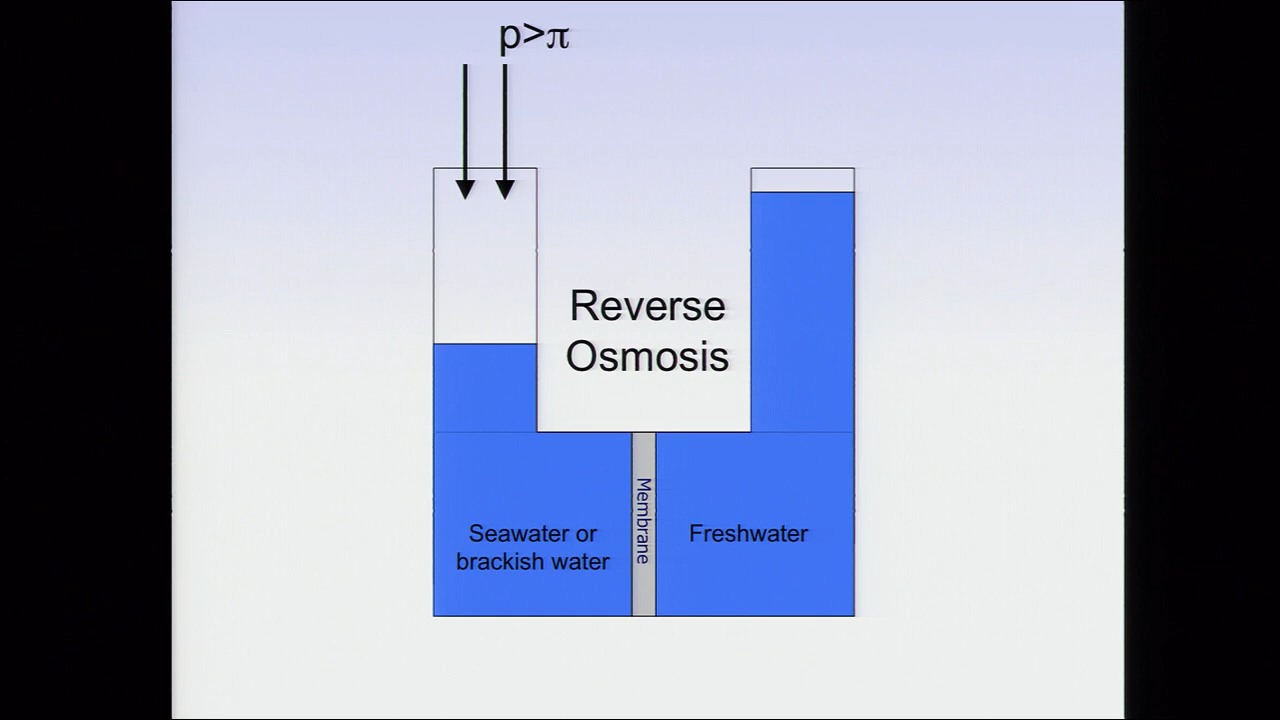 p>π
Reverse
Osmosis
Seawater or
brackish water
Membrane
Freshwater